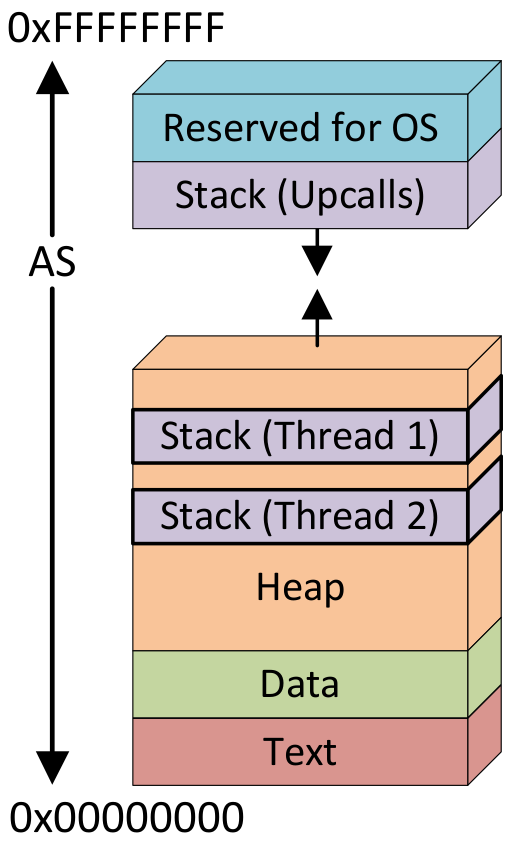 0xFFFFFFFF
Reserved for OS
Stack (Upcalls)
AS
Stack (Thread 1)
Stack (Thread 2)
Heap
Data
Text
0x00000000